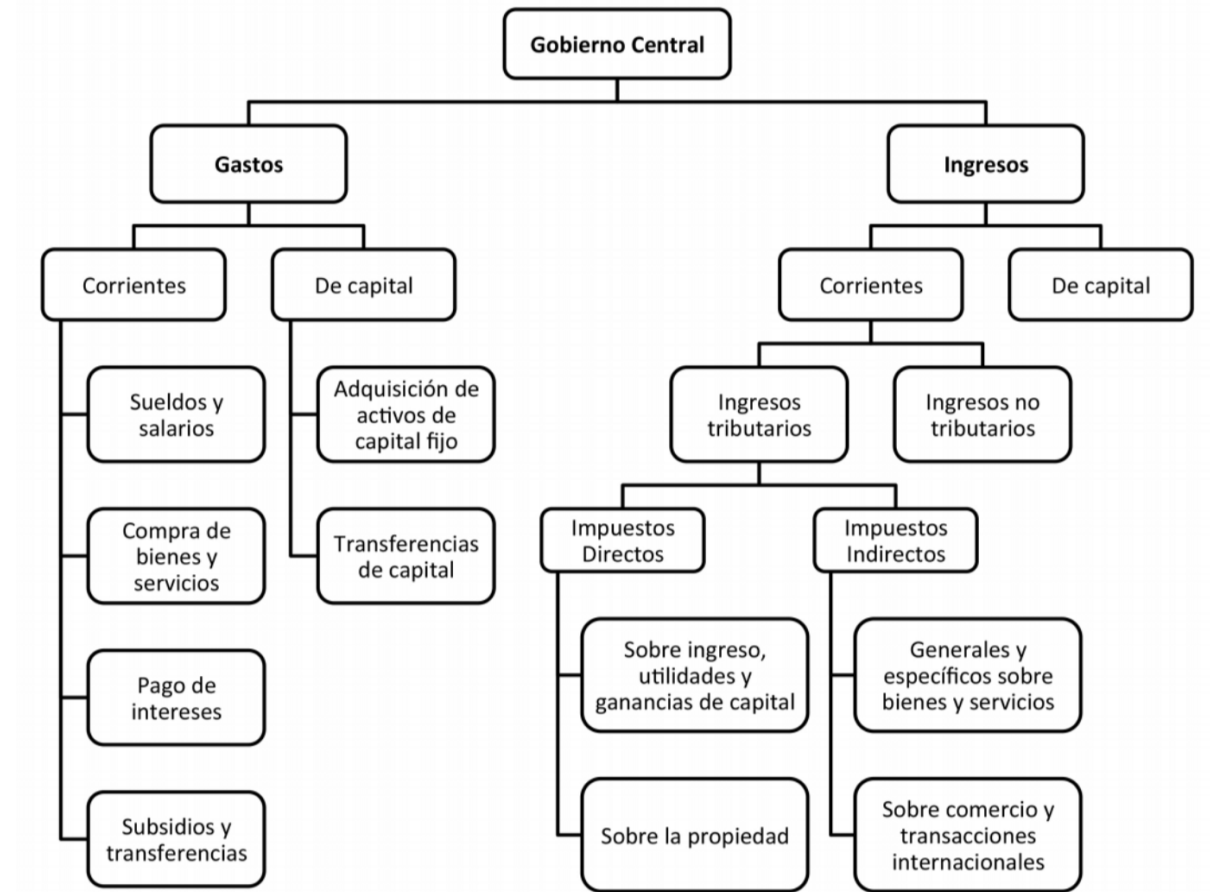 Gobierno Central
Gastos
Ingresos
Corrientes
De capital
Corrientes
De capital
Sueldos y
salarios
Adquisición de
activos de
capital fijo
Ingresos
tributarios
Ingresos no
tributarios
Compra de
bienes y
servicios
Transferencias
de capital
Impuestos
Directos
Impuestos
Indirectos
Pago de
intereses
Sobre ingreso,
utilidades y
ganancias de capital
Generales y
específicos sobre
bienes y servicios
Subsidios y
transferencias
Sobre la propiedad
Sobre comercio y
transacciones
internacionales